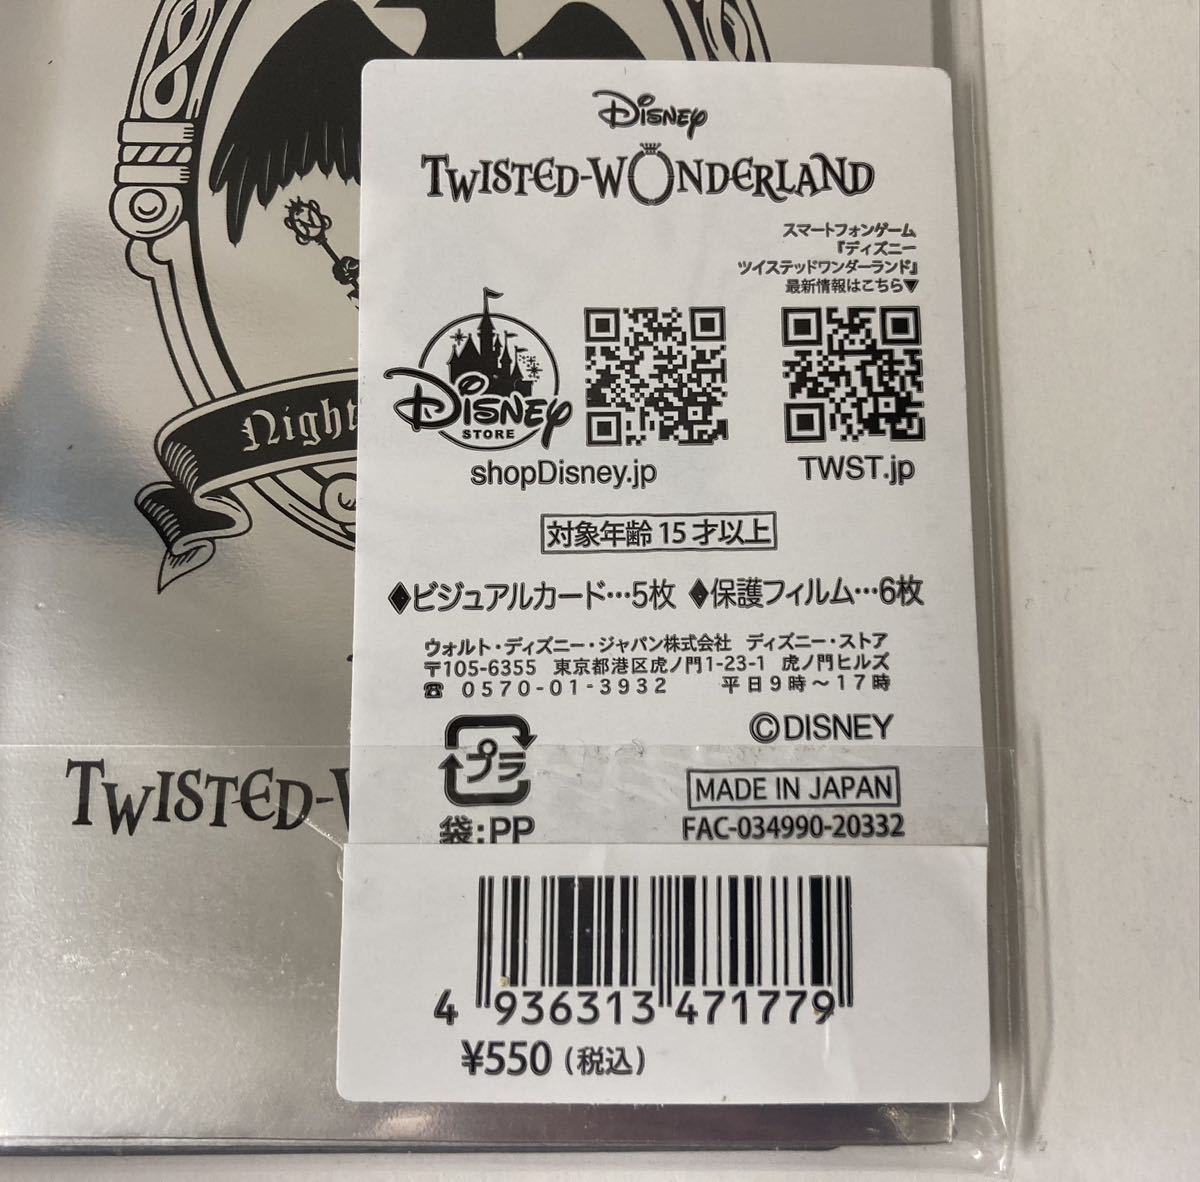 Disney
TWISTED-WONDERLAND
スマートフォンゲーム
『ディズニー
ツイステッドワンダーランド』
最新情報はこちら▼
Disney
STORE
shopDisney.jp
TWST.jp
Night
対象年齢15才以上
◆ビジュアルカード…5枚 ◆保護フィルム…6枚
ウォルト・ディズニー・ジャパン株式会社 ディズニー・ストア
〒105-6355 東京都港区虎ノ門1-23-1 虎ノ門ヒルズ
☎ 0570-01-3932 平日9時～17時
プラ
袋:PP
©DISNEY
MADE IN JAPAN
FAC-034990-20332
TWISTED-
4 936313 471779
¥550(税込)